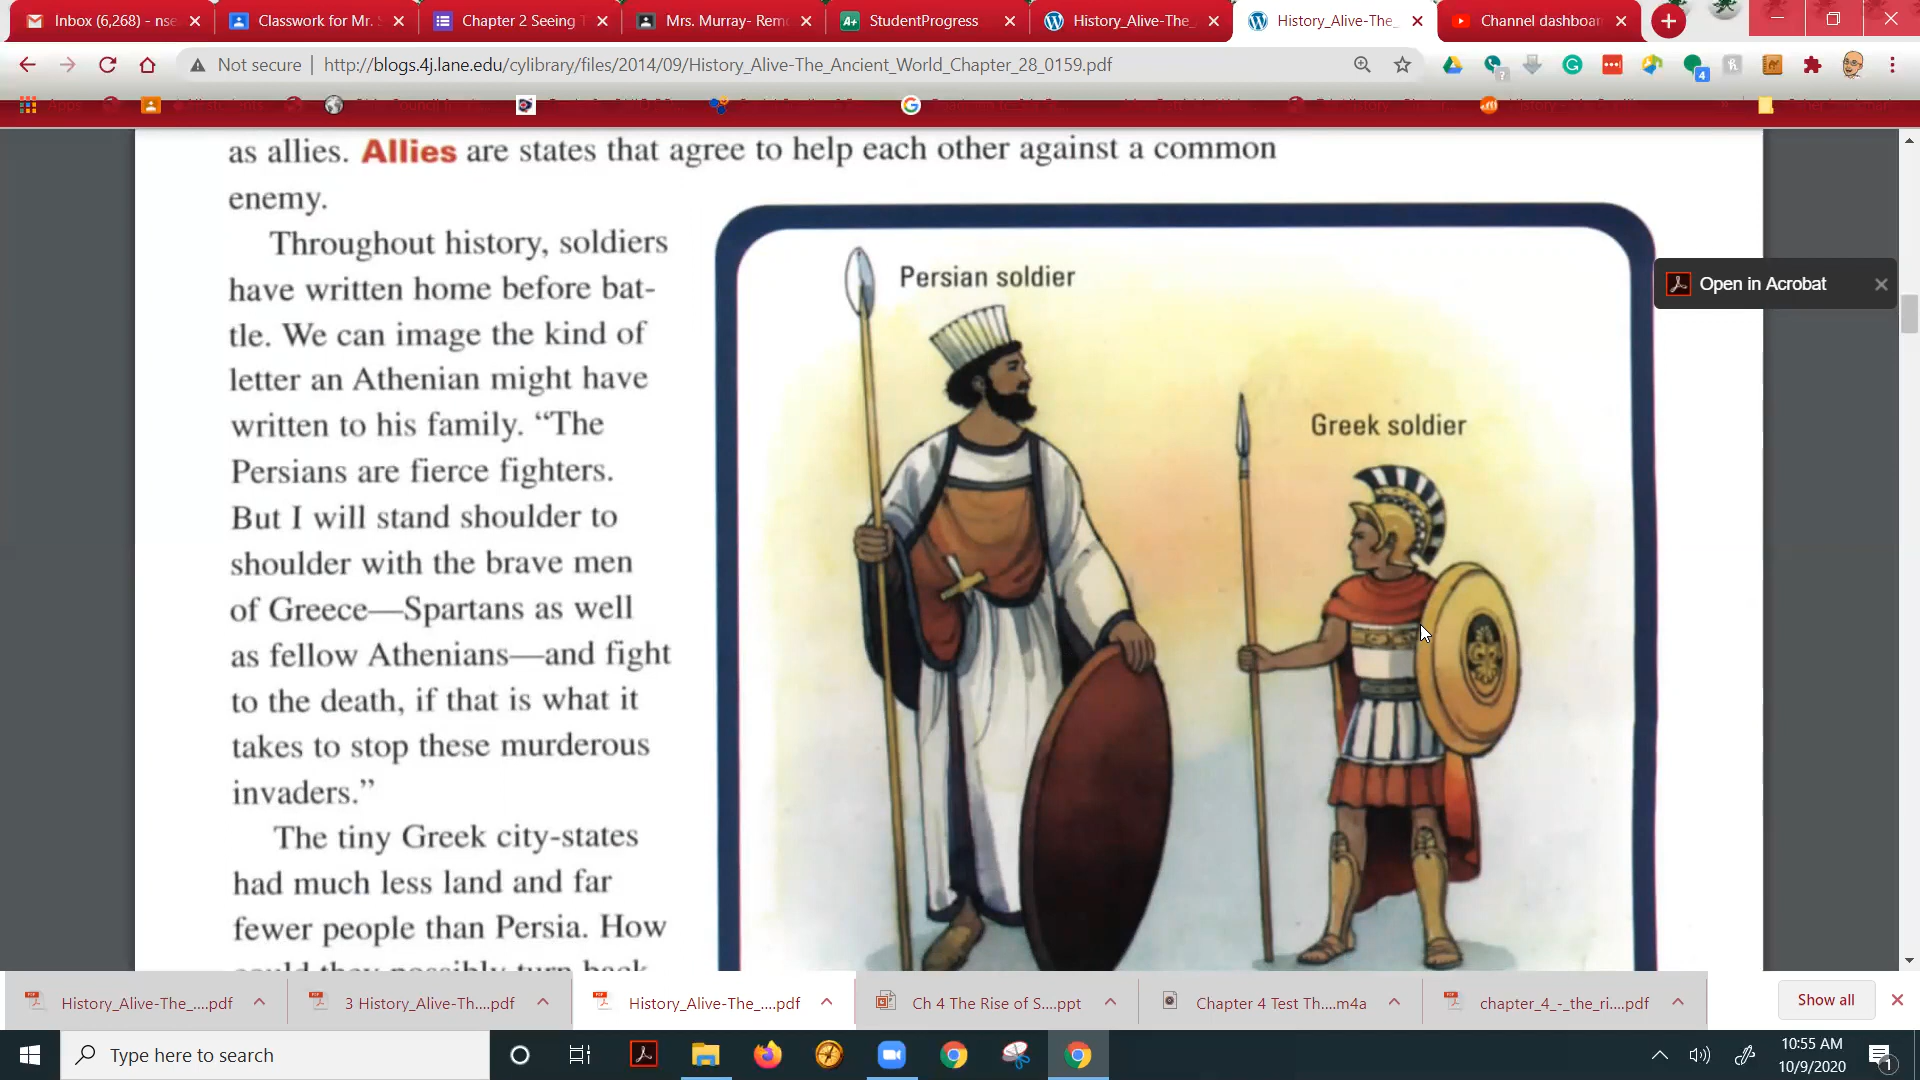 Inbox (6,268) - nse
Classwork for Mr. S
Chapter 2 Seeing T
Mrs. Murray- Remo
StudentProgress
History_Alive-The_
History_Alive-The_
Channel dashboar
Not secure
http://blogs.4j.lane.edu/cylibrary/files/2014/09/History_Alive-The_Ancient_World_Chapter_28_0159.pdf
Apps
as allies. Allies are states that agree to help each other against a common
enemy.
Throughout history, soldiers
have written home before bat-
tle. We can image the kind of
letter an Athenian might have
written to his family. “The
Persians are fierce fighters.
But I will stand shoulder to
shoulder with the brave men
of Greece—Spartans as well
as fellow Athenians—and fight
to the death, if that is what it
takes to stop these murderous
invaders.”
The tiny Greek city-states
had much less land and far
fewer people than Persia. How
could they possibly turn back
Persian soldier
Greek soldier
Open in Acrobat
History_Alive-The_....pdf
3 History_Alive-Th....pdf
History_Alive-The_....pdf
Ch 4 The Rise of S....ppt
Chapter 4 Test Th....m4a
chapter_4_-_the_ri....pdf
Show all
Type here to search
10:55 AM
10/9/2020
1